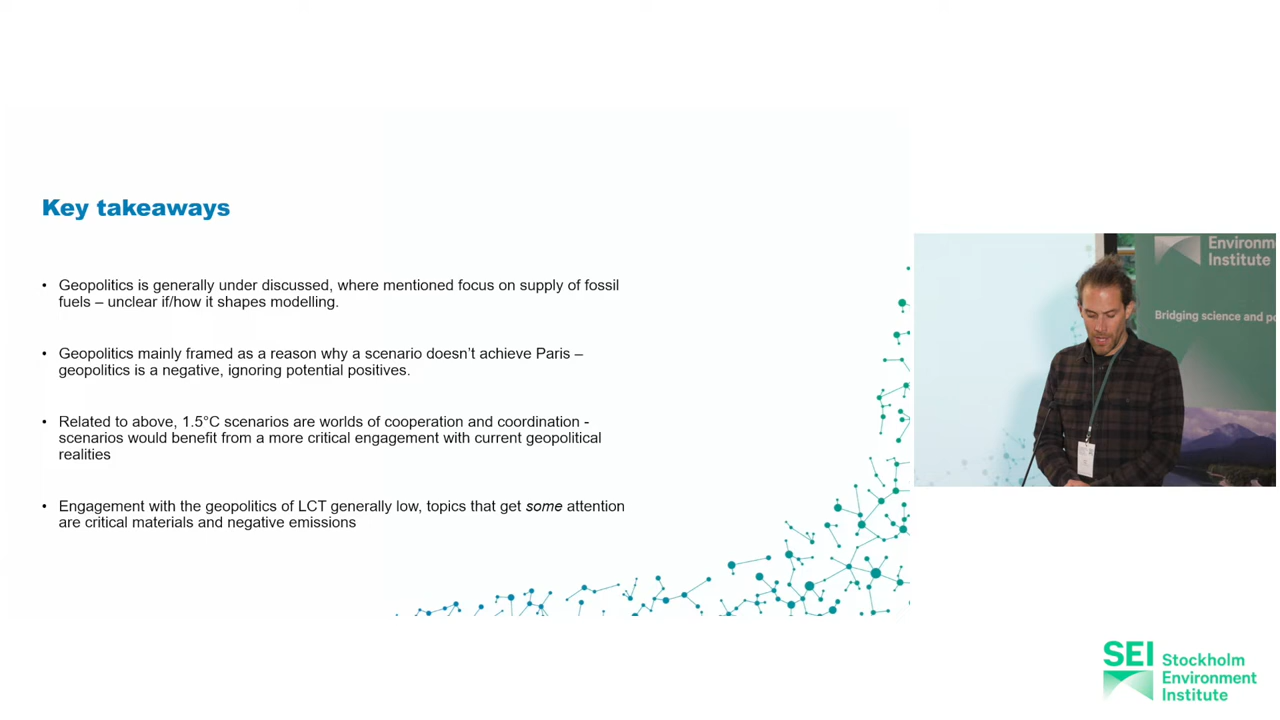 Key takeaways
• Geopolitics is generally under discussed, where mentioned focus on supply of fossil
fuels – unclear if/how it shapes modelling.
• Geopolitics mainly framed as a reason why a scenario doesn’t achieve Paris –
geopolitics is a negative, ignoring potential positives.
• Related to above, 1.5°C scenarios are worlds of cooperation and coordination -
scenarios would benefit from a more critical engagement with current geopolitical
realities
• Engagement with the geopolitics of LCT generally low, topics that get some attention
are critical materials and negative emissions
Environm
Institute
Bridging science and po
SEI
Stockholm
Environment
Institute